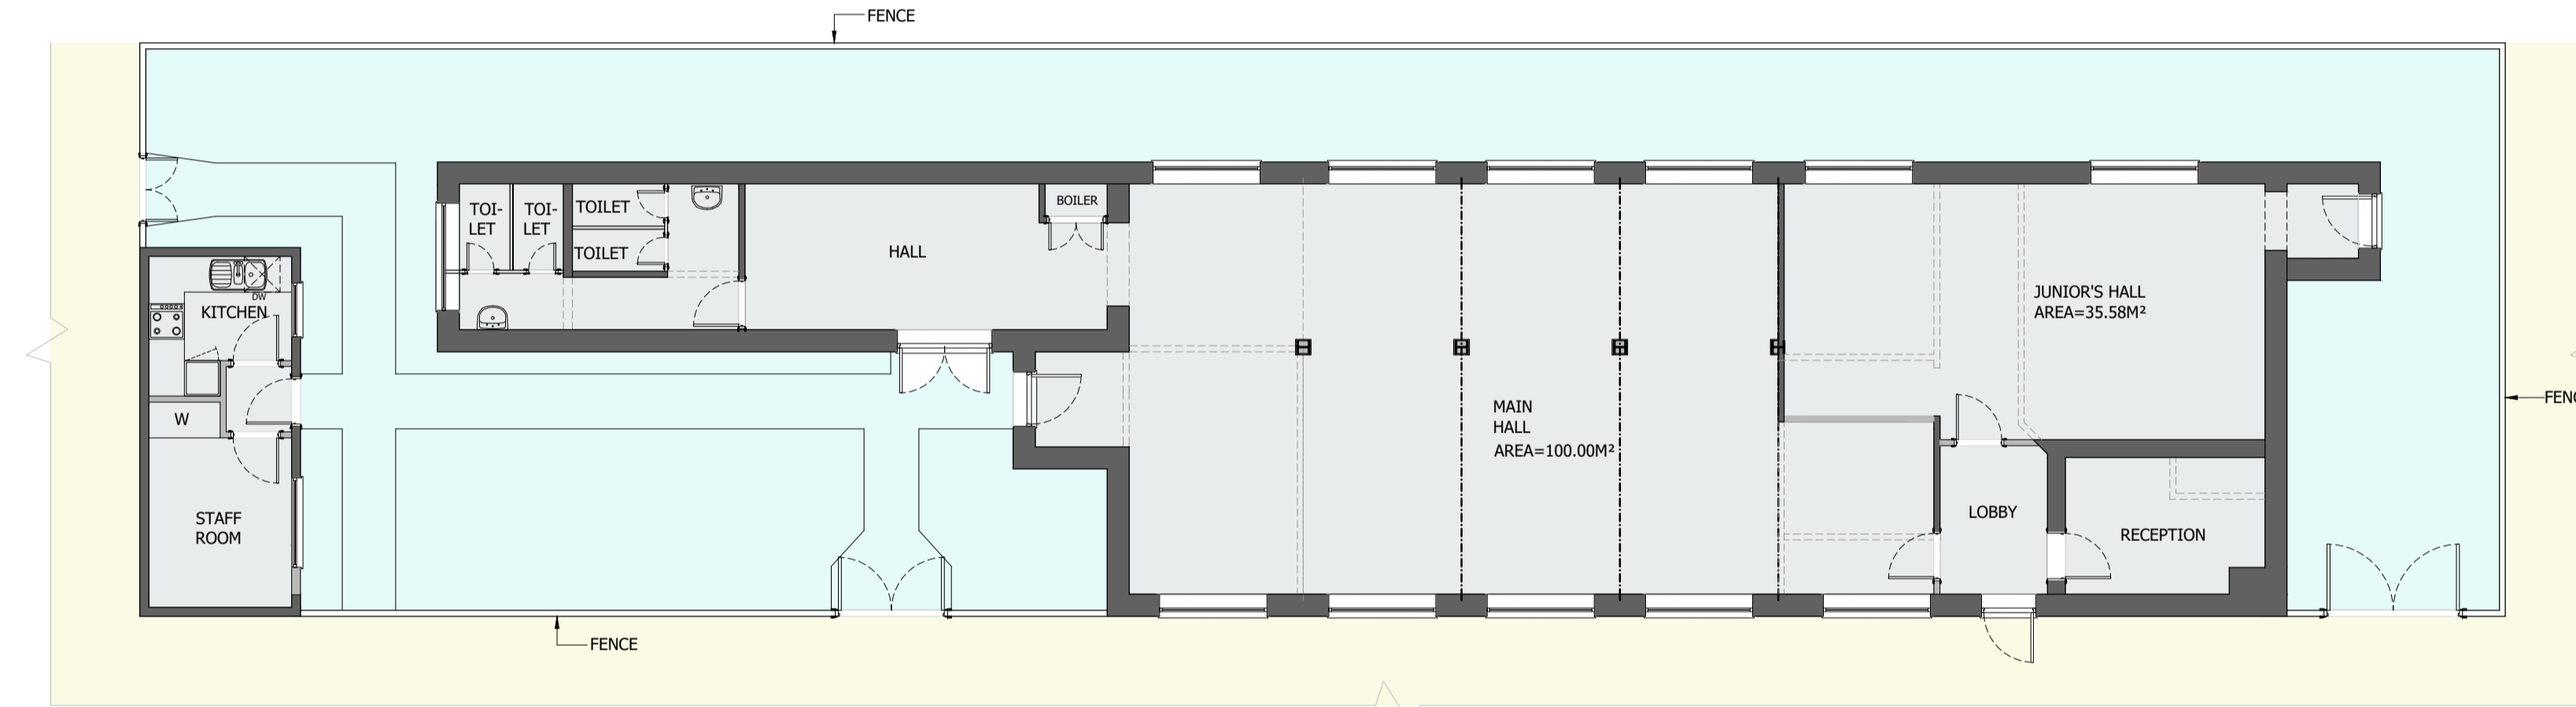 FENCE
TOI-
LET
TOI-
LET
TOILET
TOILET
BOILER
HALL
DW
KITCHEN
W
STAFF
ROOM
MAIN
HALL
AREA=100.00M²
JUNIOR'S HALL
AREA=35.58M²
FENC
LOBBY
RECEPTION
FENCE